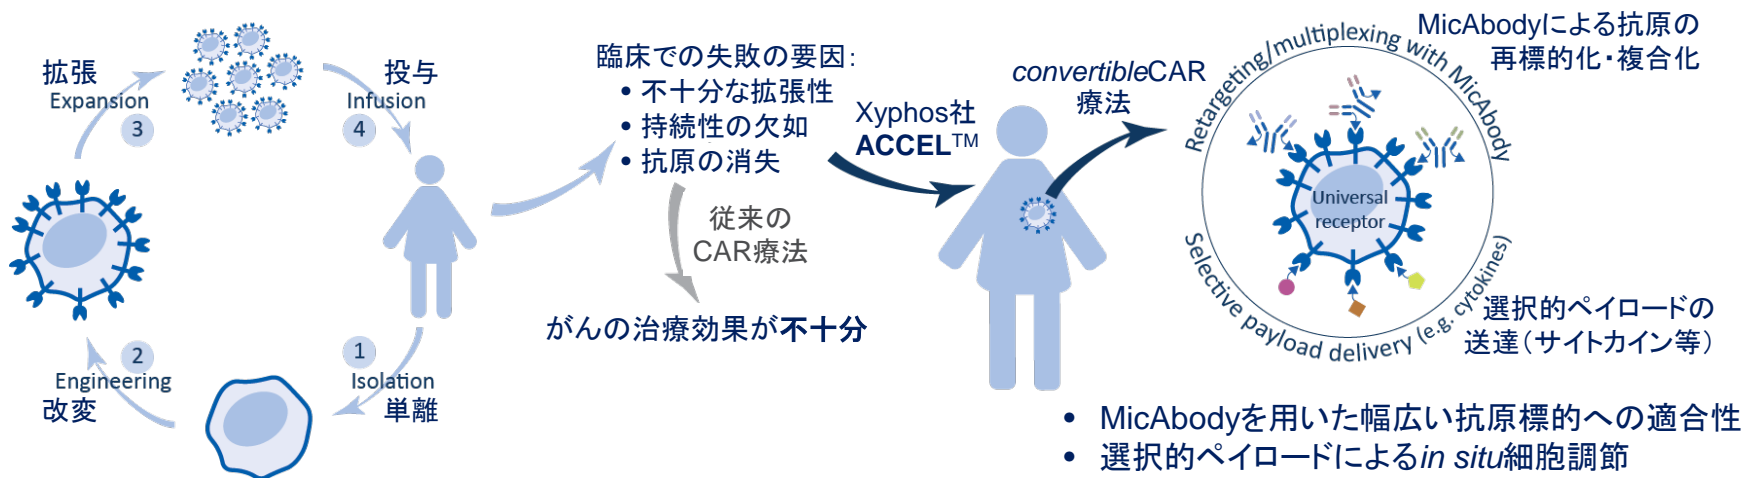 拡張
Expansion
3
投与
Infusion
4
2
Engineering
改変
1
Isolation
単離
臨床での失敗の要因:
• 不十分な拡張性
• 持続性の欠如
• 抗原の消失
従来の
CAR療法
がんの治療効果が不十分
Xyphos社
ACCEL™
convertibleCAR
療法
MicAbodyによる抗原の
再標的化・複合化
Retargeting/multiplexing with MicAbody
Universal
receptor
Selective payload delivery (e.g. cytokines)
選択的ペイロードの
送達(サイトカイン等)
• MicAbodyを用いた幅広い抗原標的への適合性
• 選択的ペイロードによるin situ細胞調節